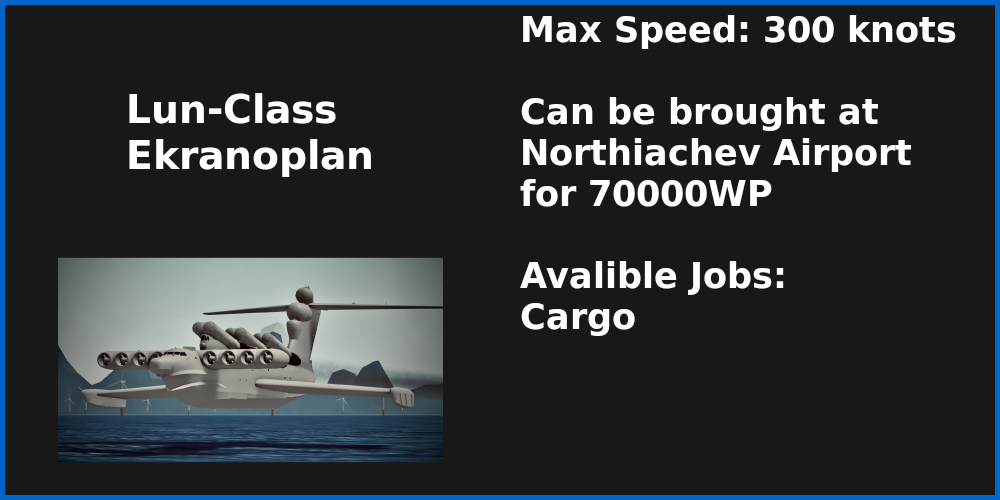 Lun-Class
Ekranoplan
Max Speed: 300 knots
Can be brought at
Northiachev Airport
for 70000WP
Avalible Jobs:
Cargo